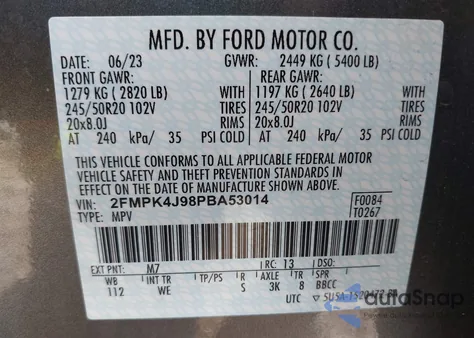 MFD. BY FORD MOTOR CO.
DATE: 06/23 GVWR: 2449 KG ( 5400 LB)
FRONT GAWR: REAR GAWR:
1279 KG ( 2820 LB) WITH 1197 KG ( 2640 LB) WITH
245/50R20 102V TIRES 245/50R20 102V TIRES
20x8.0J RIMS 20x8.0J RIMS
AT 240 kPa/ 35 PSI COLD AT 240 kPa/ 35 PSI COLD
THIS VEHICLE CONFORMS TO ALL APPLICABLE FEDERAL MOTOR
VEHICLE SAFETY AND THEFT PREVENTION STANDARDS IN
EFFECT ON THE DATE OF MANUFACTURE SHOWN ABOVE.
VIN: 2FMPK4J98PBA53014 F0084
TYPE: MPV T0267
EXT PNT: M7 RC: 13 DSO:
WB INT TR TP/PS R AXLE TR SPR
112 WE S 3K 8 BBCC
UTC
autoSnap